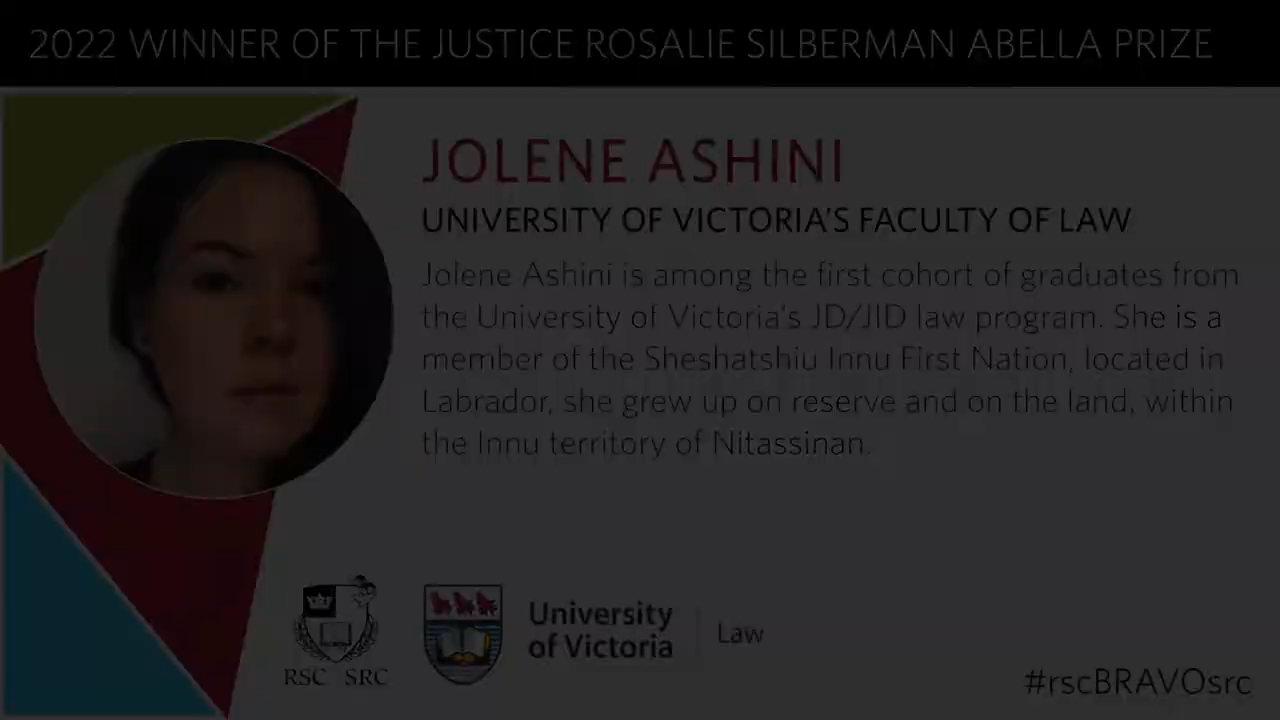 2022 WINNER OF THE JUSTICE ROSALIE SILBERMAN ABELLA PRIZE
JOLENE ASHINI
UNIVERSITY OF VICTORIA'S FACULTY OF LAW
Jolene Ashini is among the first cohort of graduates from
the University of Victoria's JD/JID law program. She is a
member of the Sheshatshiu Innu First Nation, located in
Labrador, she grew up on reserve and on the land, within
the Innu territory of Nitassinan.
RSC SRC
University
of Victoria
Law
#rscBRAVOsrc